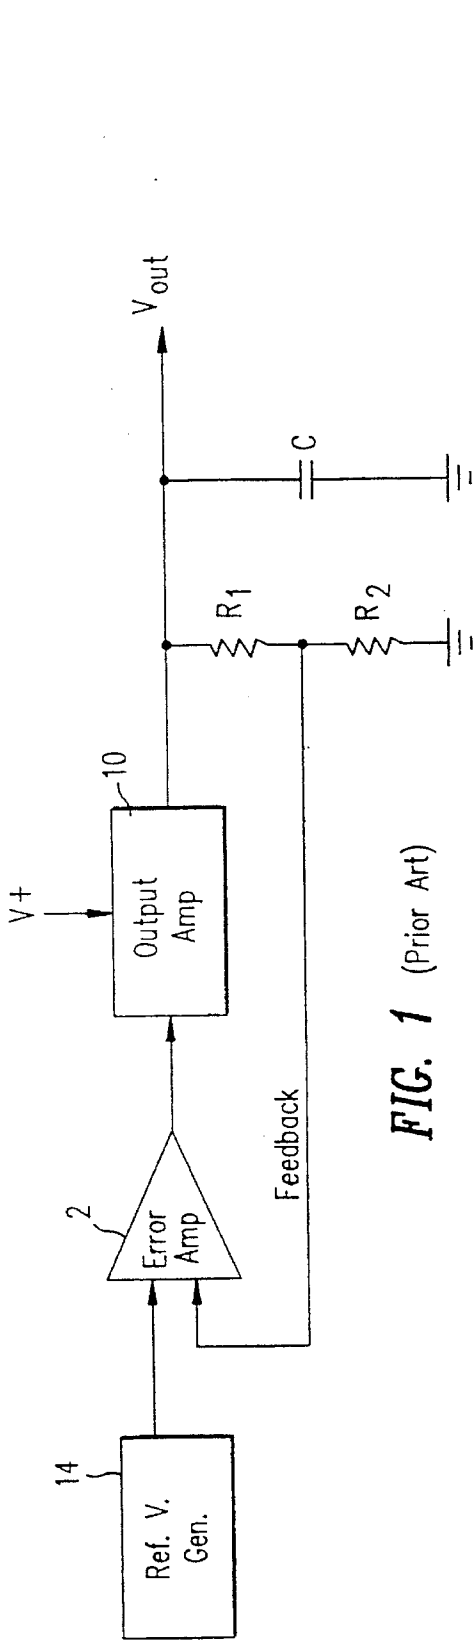 14
Ref. V.
Gen.
2
Error
Amp
V+
10
Output
Amp
Feedback
R1
R2
C
Vout
FIG. 1 (Prior Art)